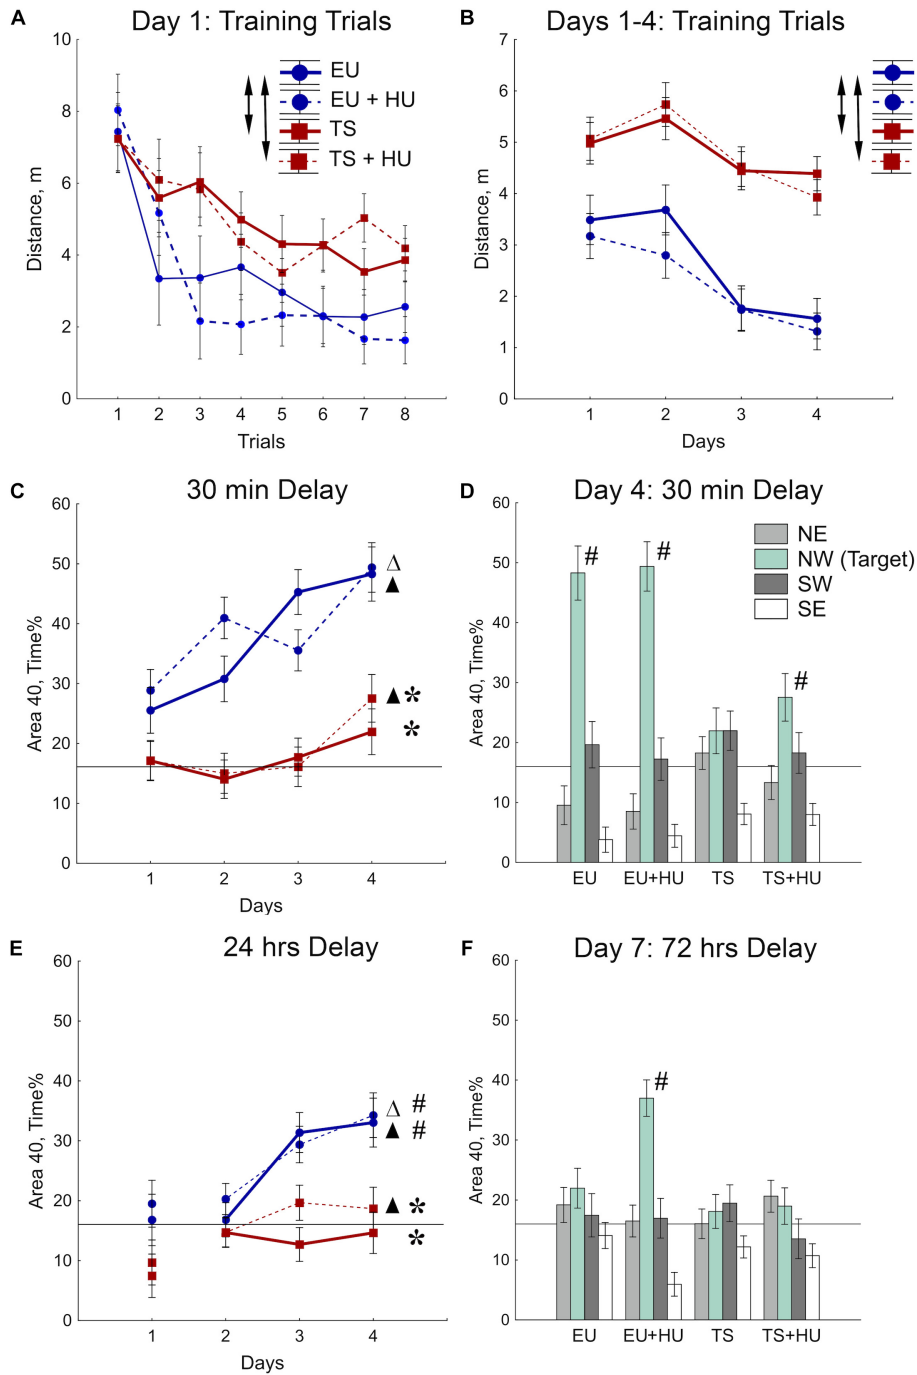 A Day 1: Training Trials
10
8
6
4
2
0
Distance, m
EU
EU + HU
TS
TS + HU
1 2 3 4 5 6 7 8
Trials
B Days 1-4: Training Trials
7
6
5
4
3
2
1
0
Distance, m
1 2 3 4
Days
C 30 min Delay
60
50
40
30
20
10
0
Area 40, Time%
Δ
▲
▲ *
*
1 2 3 4
Days
D Day 4: 30 min Delay
60
50
40
30
20
10
0
Area 40, Time%
NE
NW (Target)
SW
SE
# # #
EU EU+HU TS TS+HU
E 24 hrs Delay
60
50
40
30
20
10
0
Area 40, Time%
Δ #
▲ #
▲ *
*
1 2 3 4
Days
F Day 7: 72 hrs Delay
60
50
40
30
20
10
0
Area 40, Time%
#
EU EU+HU TS TS+HU